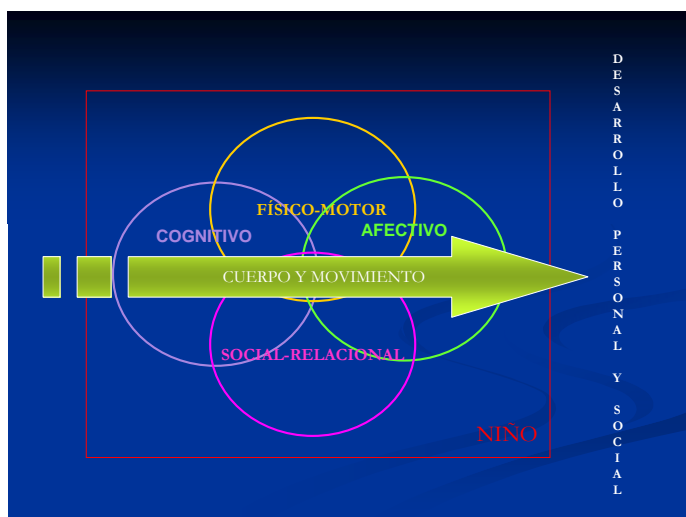 FÍSICO-MOTOR
COGNITIVO
AFECTIVO
CUERPO Y MOVIMIENTO
SOCIAL-RELACIONAL
NIÑO
DESARROLLO PERSONAL Y SOCIAL